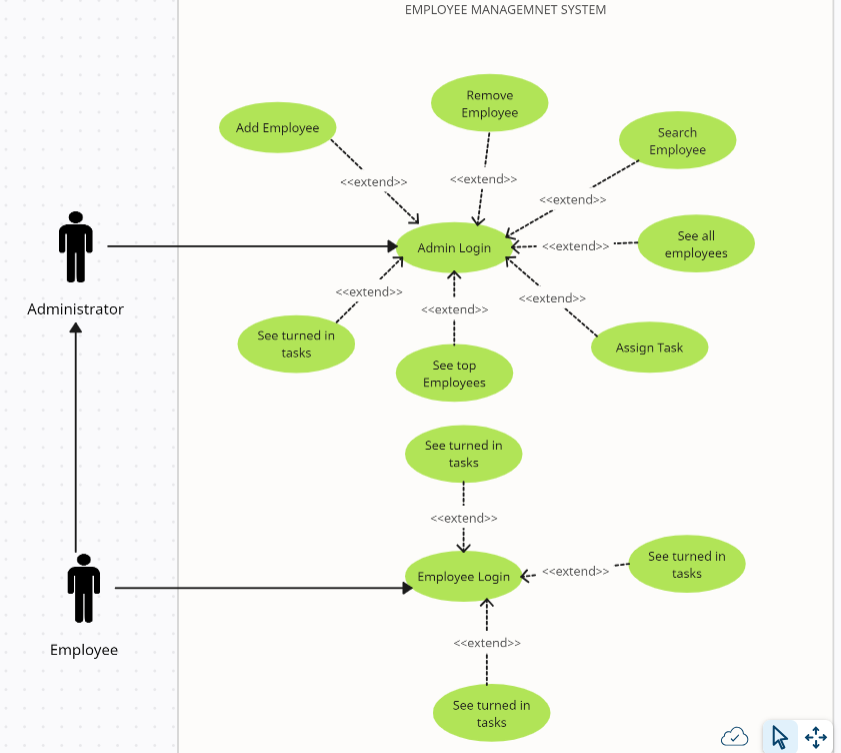 EMPLOYEE MANAGEMNET SYSTEM
Remove
Employee
Add Employee
Search
Employee
<<extend>>
<<extend>>
<<extend>>
Admin Login
<<extend>>
See all
employees
Administrator
<<extend>>
<<extend>>
<<extend>>
See turned in
tasks
See top
Employees
Assign Task
See turned in
tasks
<<extend>>
Employee Login
<<extend>>
See turned in
tasks
Employee
<<extend>>
See turned in
tasks